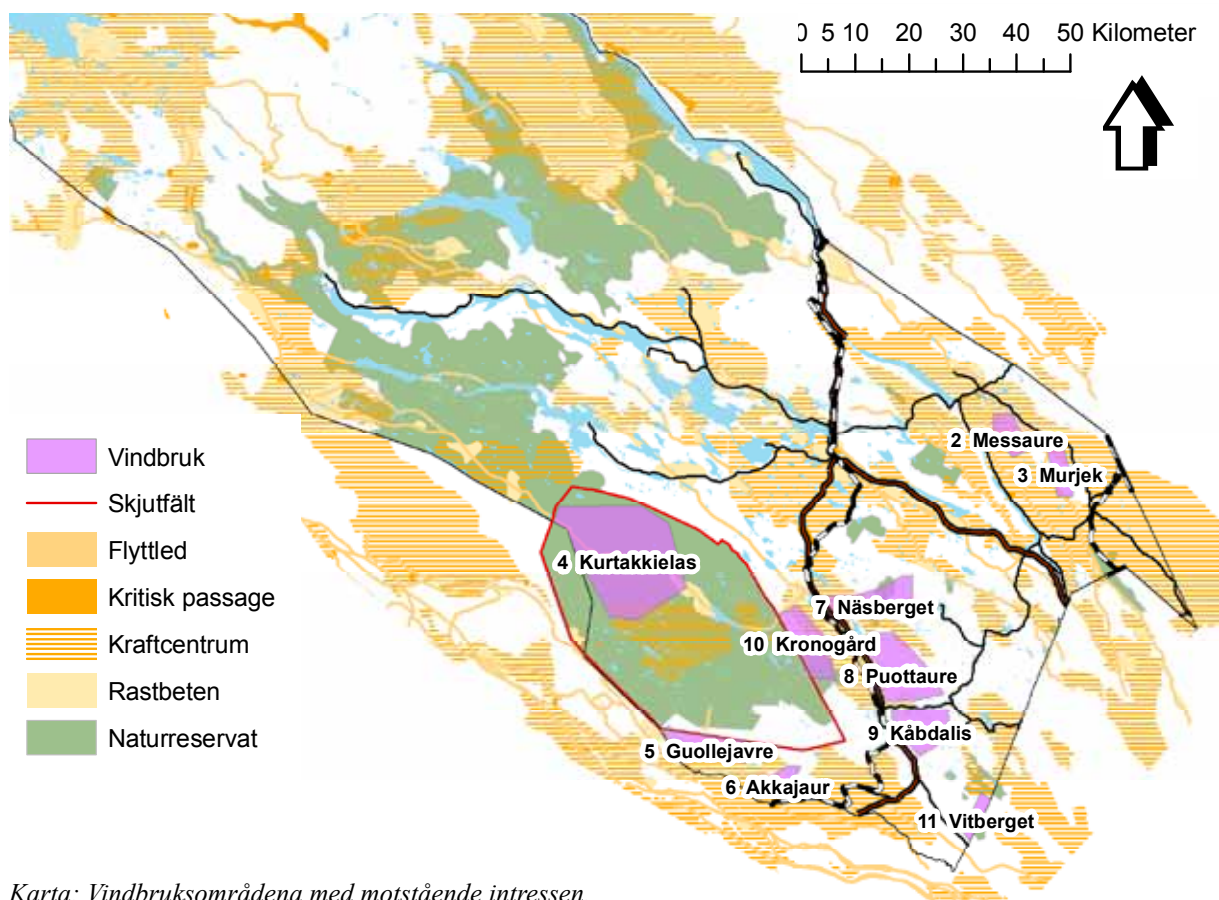 0 5 10 20 30 40 50 Kilometer
2 Messaure
3 Murjek
4 Kurtakkielas
7 Näsberget
10 Kronogård
8 Puottaure
9 Kåbdalis
5 Guollejavre
6 Akkajaur
11 Vitberget
Vindbruk
Skjutfält
Flyttled
Kritisk passage
Kraftcentrum
Rastbeten
Naturreservat
Karta: Vindbruksområdena med motstående intressen